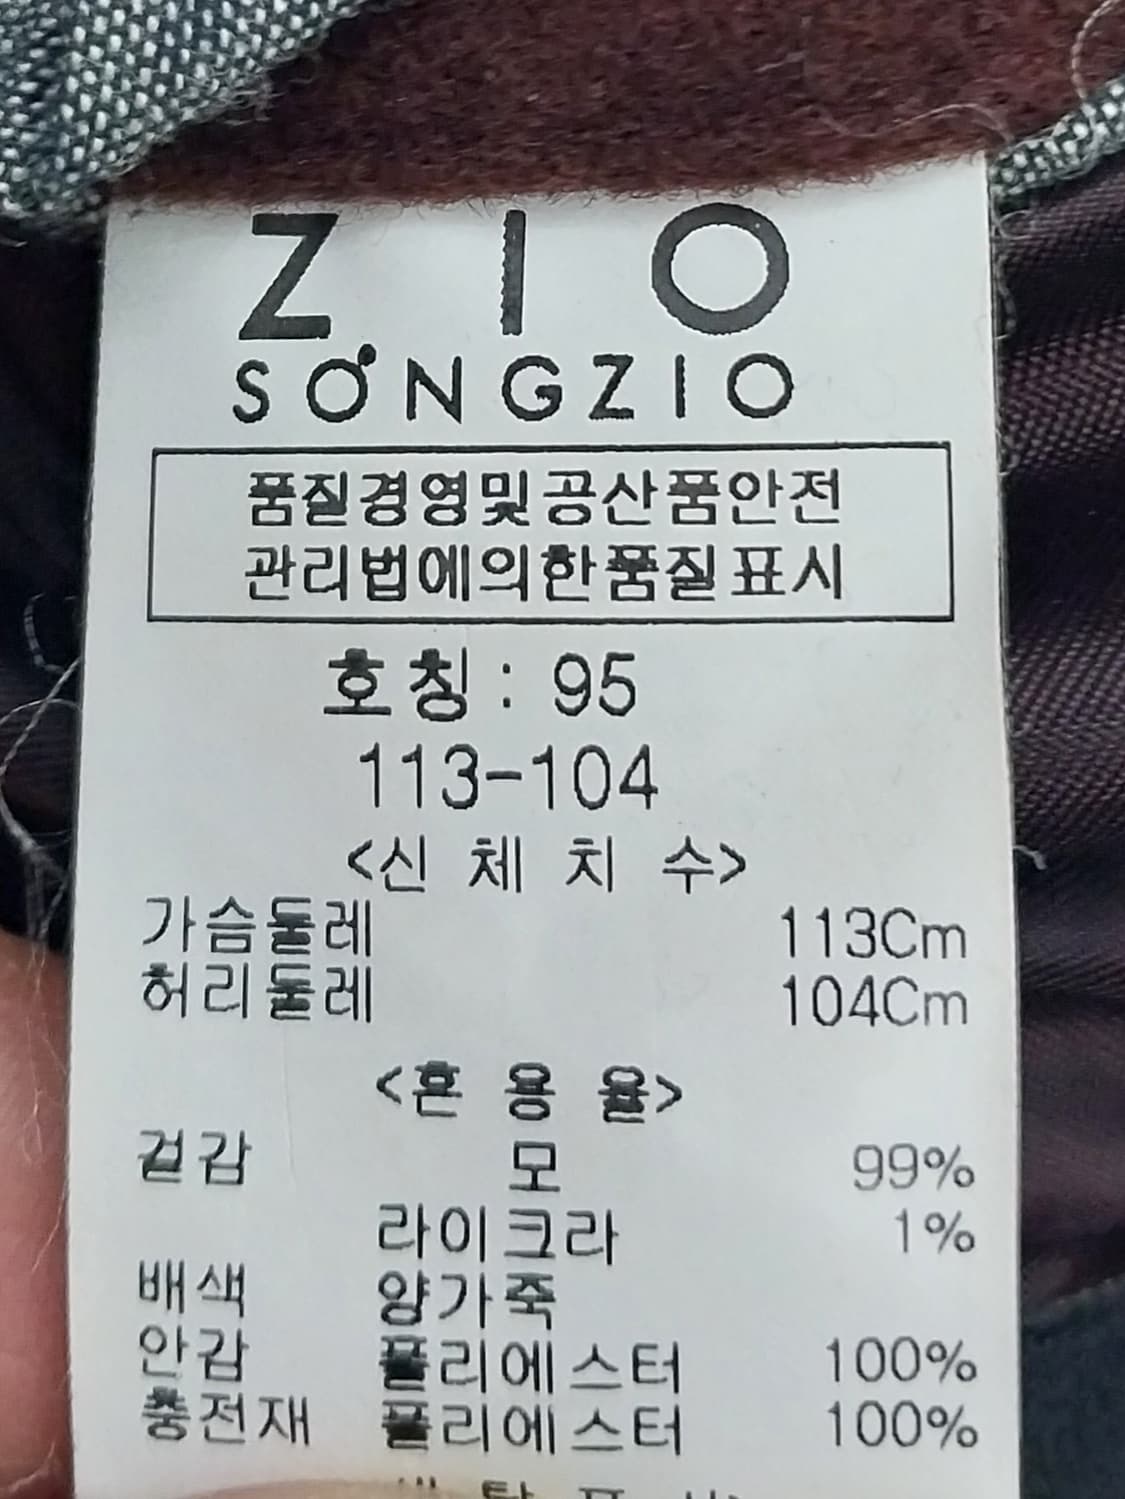 ZIO
SONGZIO
품질경영및공산품안전
관리법에의한품질표시
호칭: 95
113-104
<신 체 치 수>
가슴둘레 113Cm
허리둘레 104Cm
<혼 용 율>
겉감 모 99%
라이크라 1%
배색 양가죽
안감 폴리에스터 100%
충전재 폴리에스터 100%